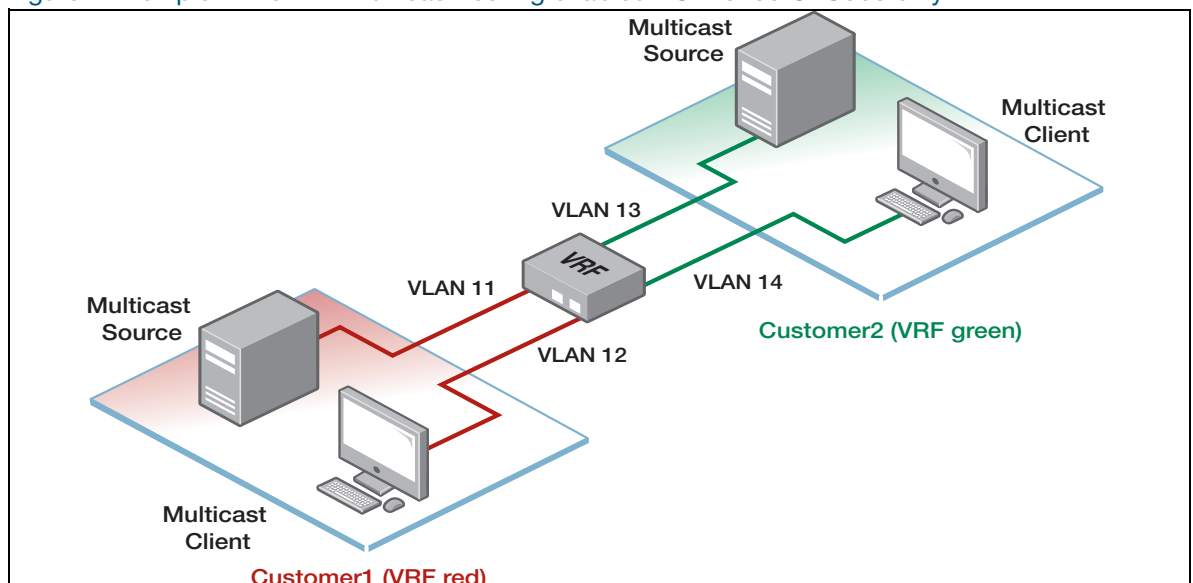 Multicast
Source
Multicast
Client
VLAN 13
VRF
VLAN 11
VLAN 14
Multicast
Source
Customer2 (VRF green)
VLAN 12
Multicast
Client
Customer1 (VRF red)